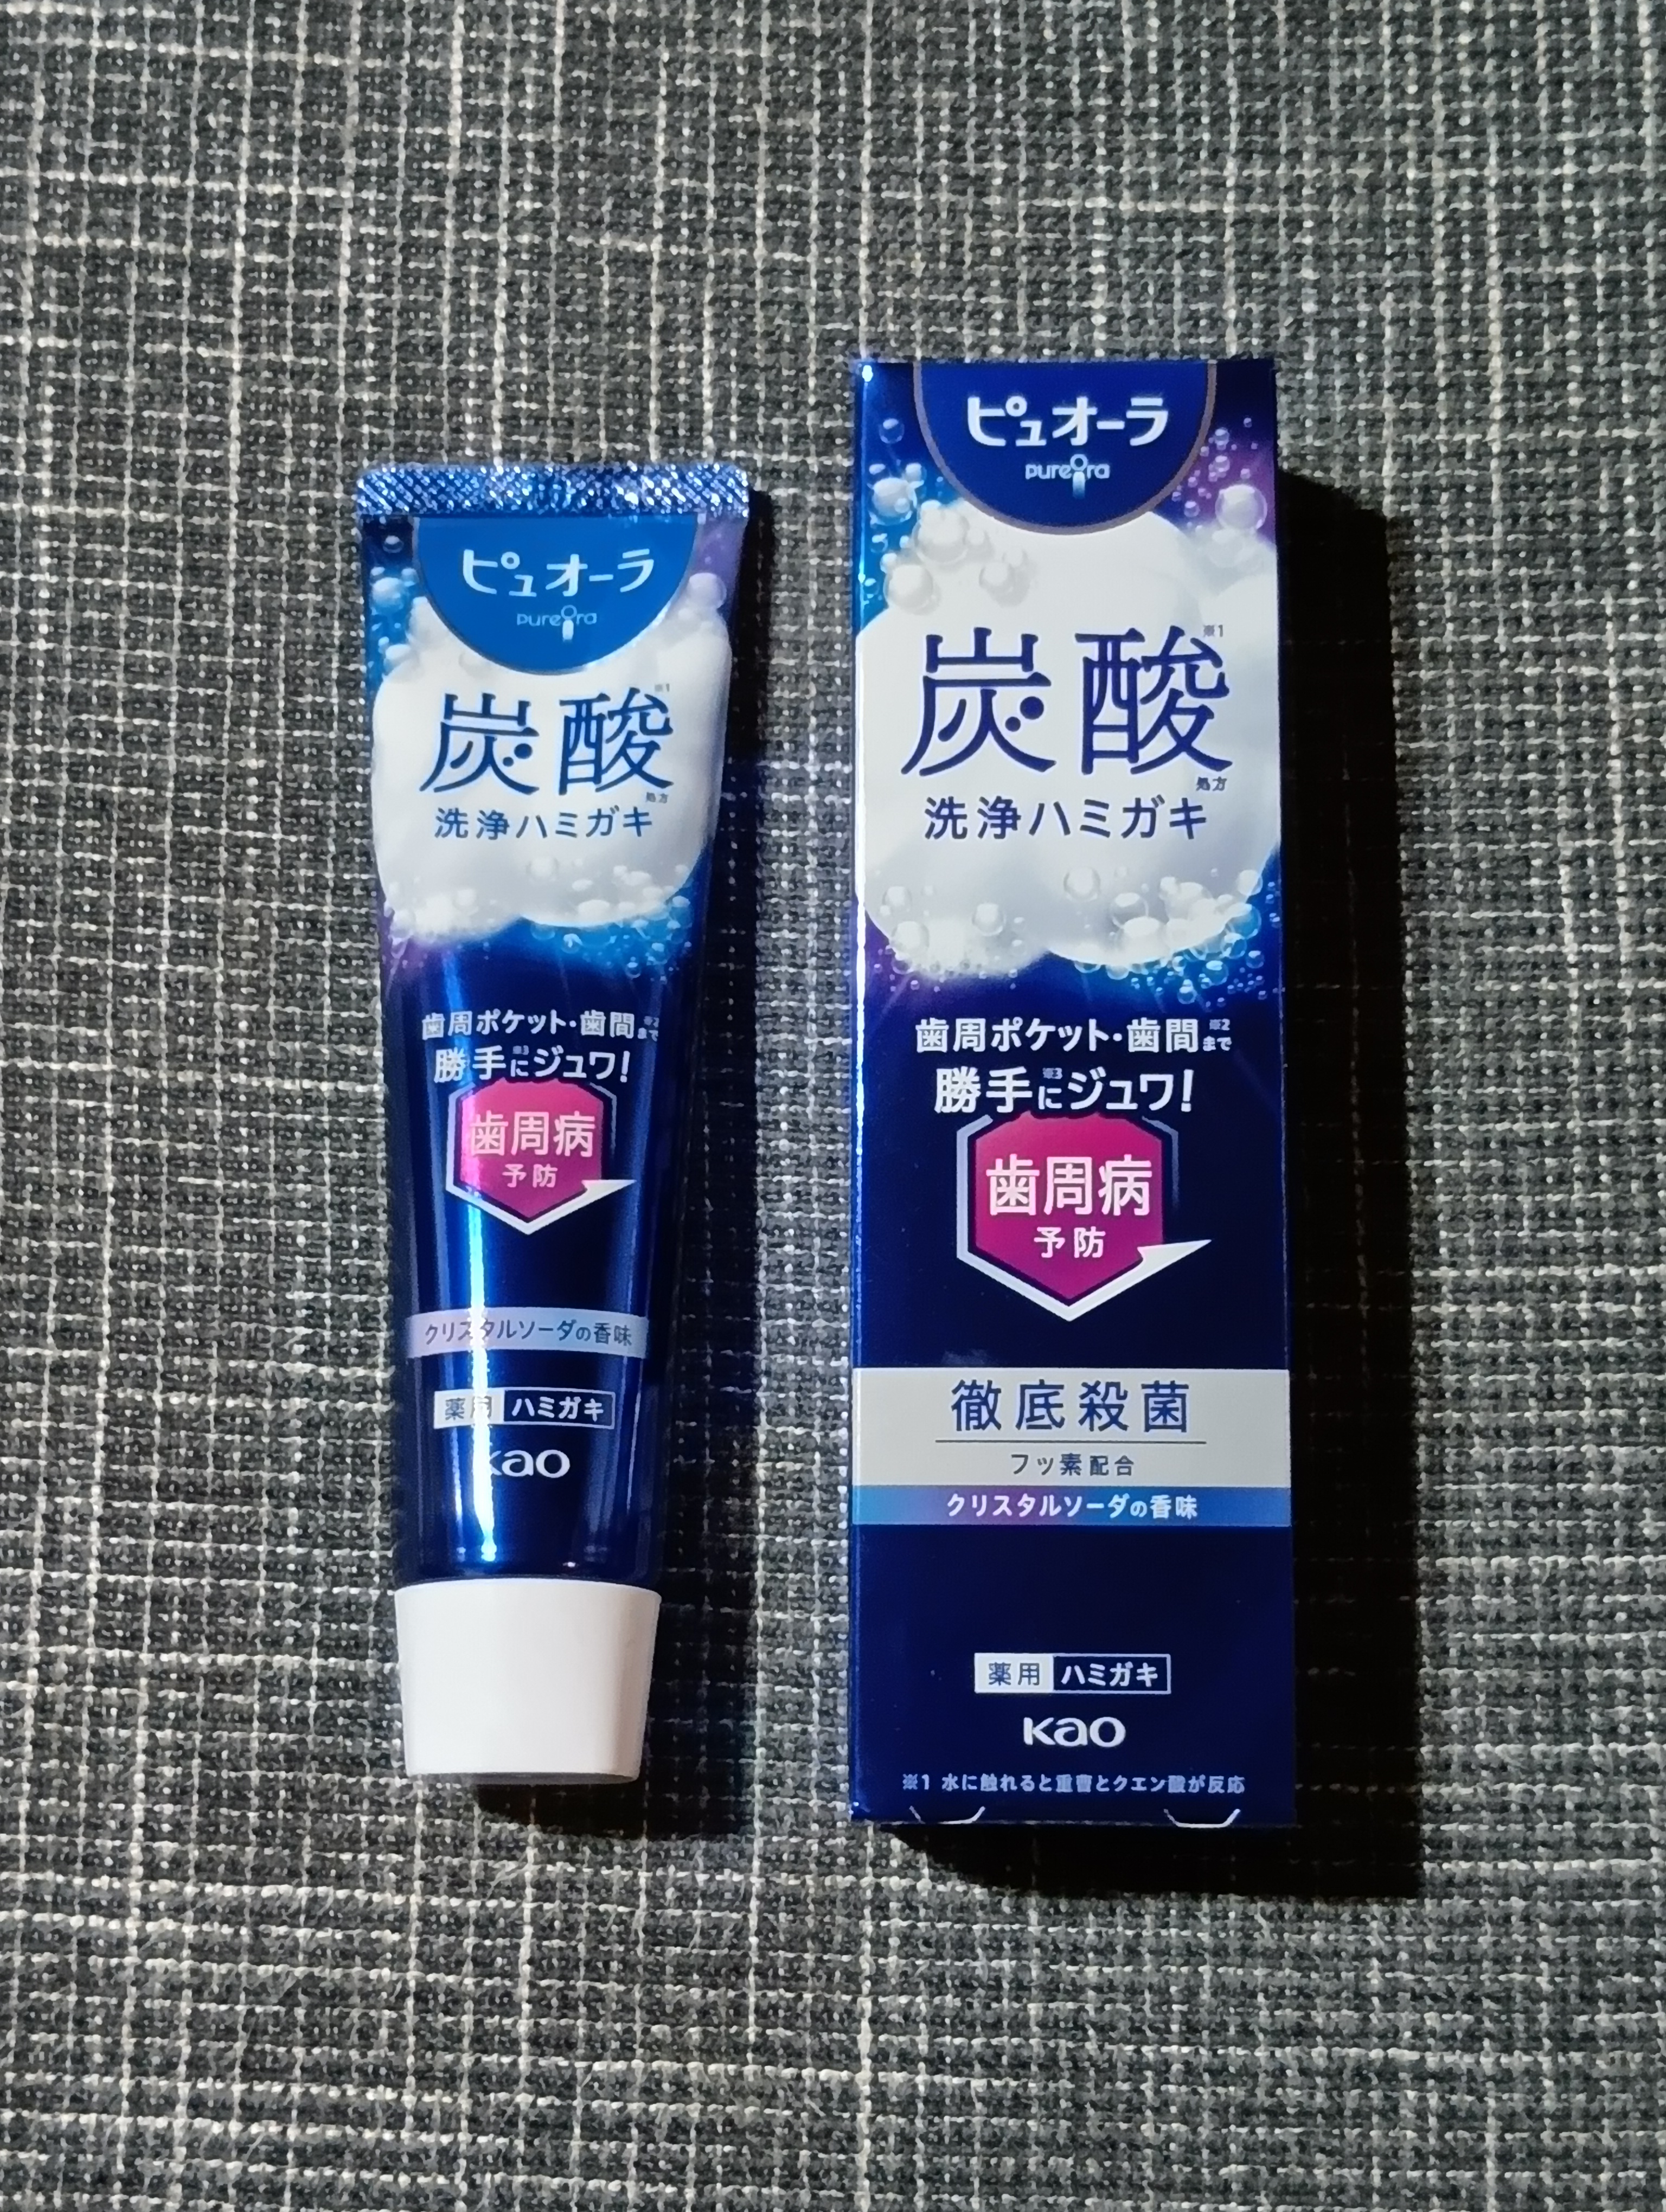 ピュオーラ
pureora
炭酸※1
処方
洗浄ハミガキ
歯周ポケット・歯間※2まで
勝手に※3ジュワ!
歯周病
予防
クリスタルソーダの香味
薬用 ハミガキ
kao
ピュオーラ
pureora
炭酸※1
処方
洗浄ハミガキ
歯周ポケット・歯間※2まで
勝手に※3ジュワ!
歯周病
予防
徹底殺菌
フッ素配合
クリスタルソーダの香味
薬用 ハミガキ
kao
※1 水に触れると重曹とクエン酸が反応